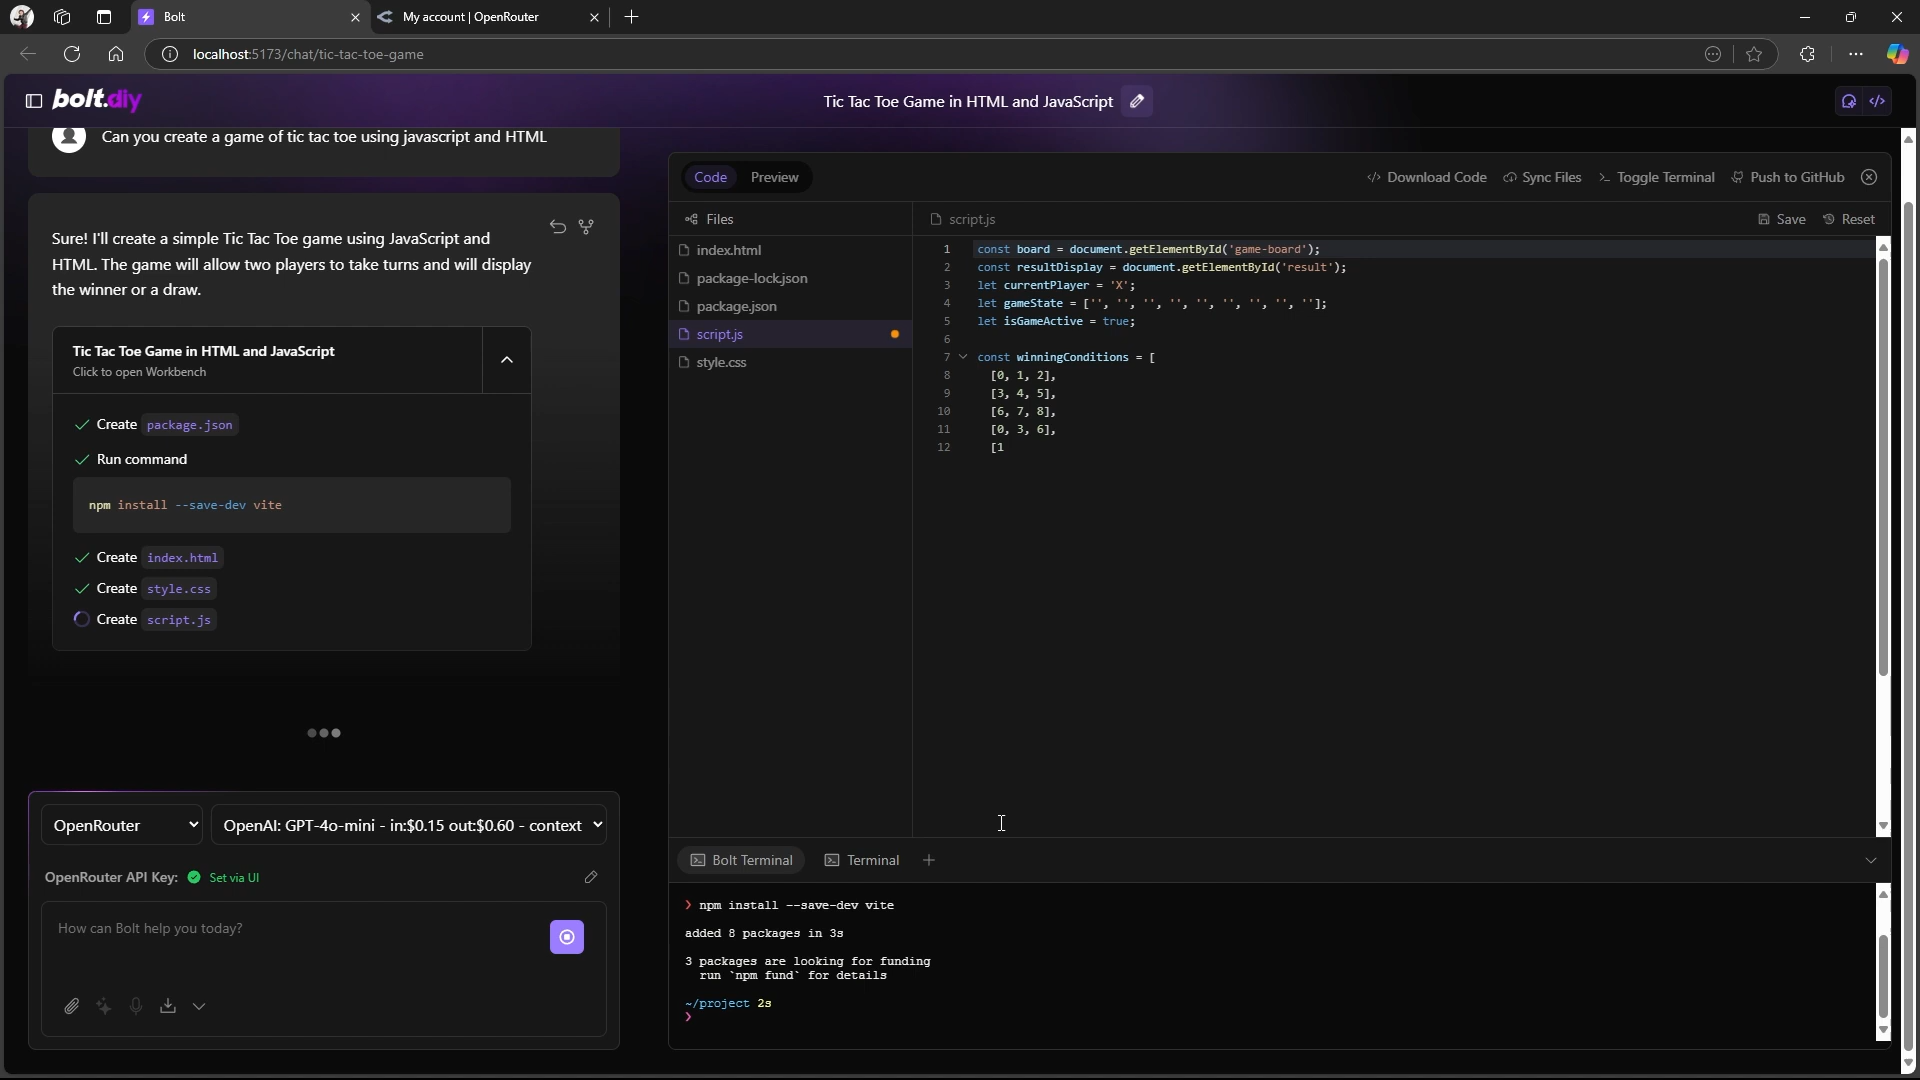 Bolt
My account | OpenRouter
localhost:5173/chat/tic-tac-toe-game
bolt.diy
Tic Tac Toe Game in HTML and JavaScript
Can you create a game of tic tac toe using javascript and HTML
Sure! I'll create a simple Tic Tac Toe game using JavaScript and
HTML. The game will allow two players to take turns and will display
the winner or a draw.
Tic Tac Toe Game in HTML and JavaScript
Click to open Workbench
Create package.json
Run command
npm install --save-dev vite
Create index.html
Create style.css
Create script.js
OpenRouter
OpenAI: GPT-4o-mini - in:$0.15 out:$0.60 - context
OpenRouter API Key: Set via UI
How can Bolt help you today?
Code Preview
Download Code Sync Files Toggle Terminal Push to GitHub
Files
index.html
package-lock.json
package.json
script.js
style.css
script.js
Save Reset
1 const board = document.getElementById('game-board');
2 const resultDisplay = document.getElementById('result');
3 let currentPlayer = 'X';
4 let gameState = ['', '', '', '', '', '', '', '', ''];
5 let isGameActive = true;
6
7 const winningConditions = [
8 [0, 1, 2],
9 [3, 4, 5],
10 [6, 7, 8],
11 [0, 3, 6],
12 [1
Bolt Terminal Terminal
❯ npm install --save-dev vite
added 8 packages in 3s
3 packages are looking for funding
run `npm fund` for details
~/project 2s
❯